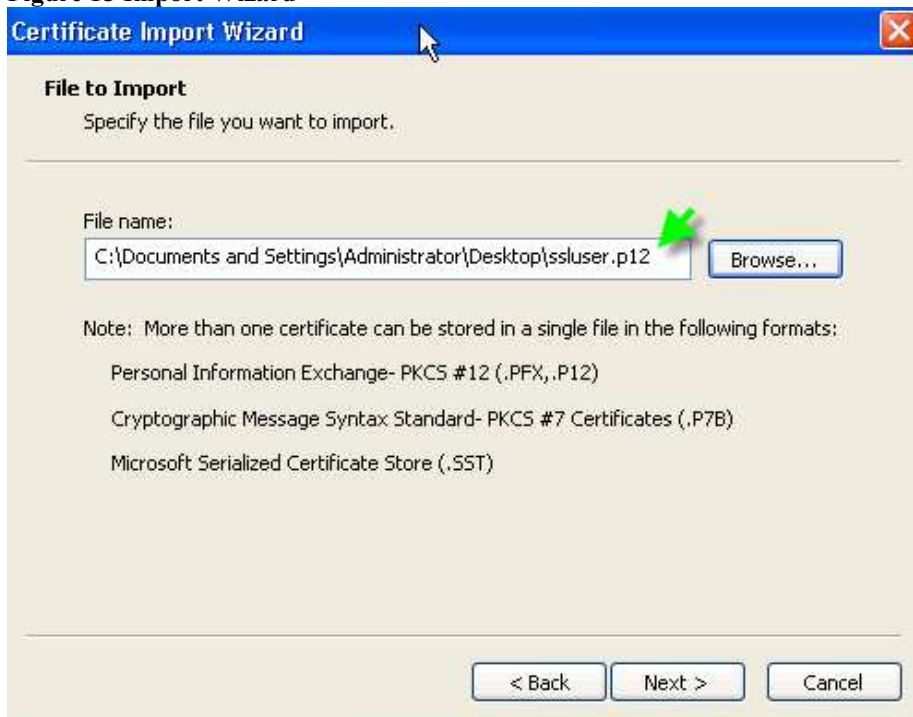 Certificate Import Wizard
File to Import
Specify the file you want to import.
File name:
C:\Documents and Settings\Administrator\Desktop\ssluser.p12
Browse...
Note: More than one certificate can be stored in a single file in the following formats:
Personal Information Exchange- PKCS #12 (.PFX,.P12)
Cryptographic Message Syntax Standard- PKCS #7 Certificates (.P7B)
Microsoft Serialized Certificate Store (.SST)
< Back Next > Cancel